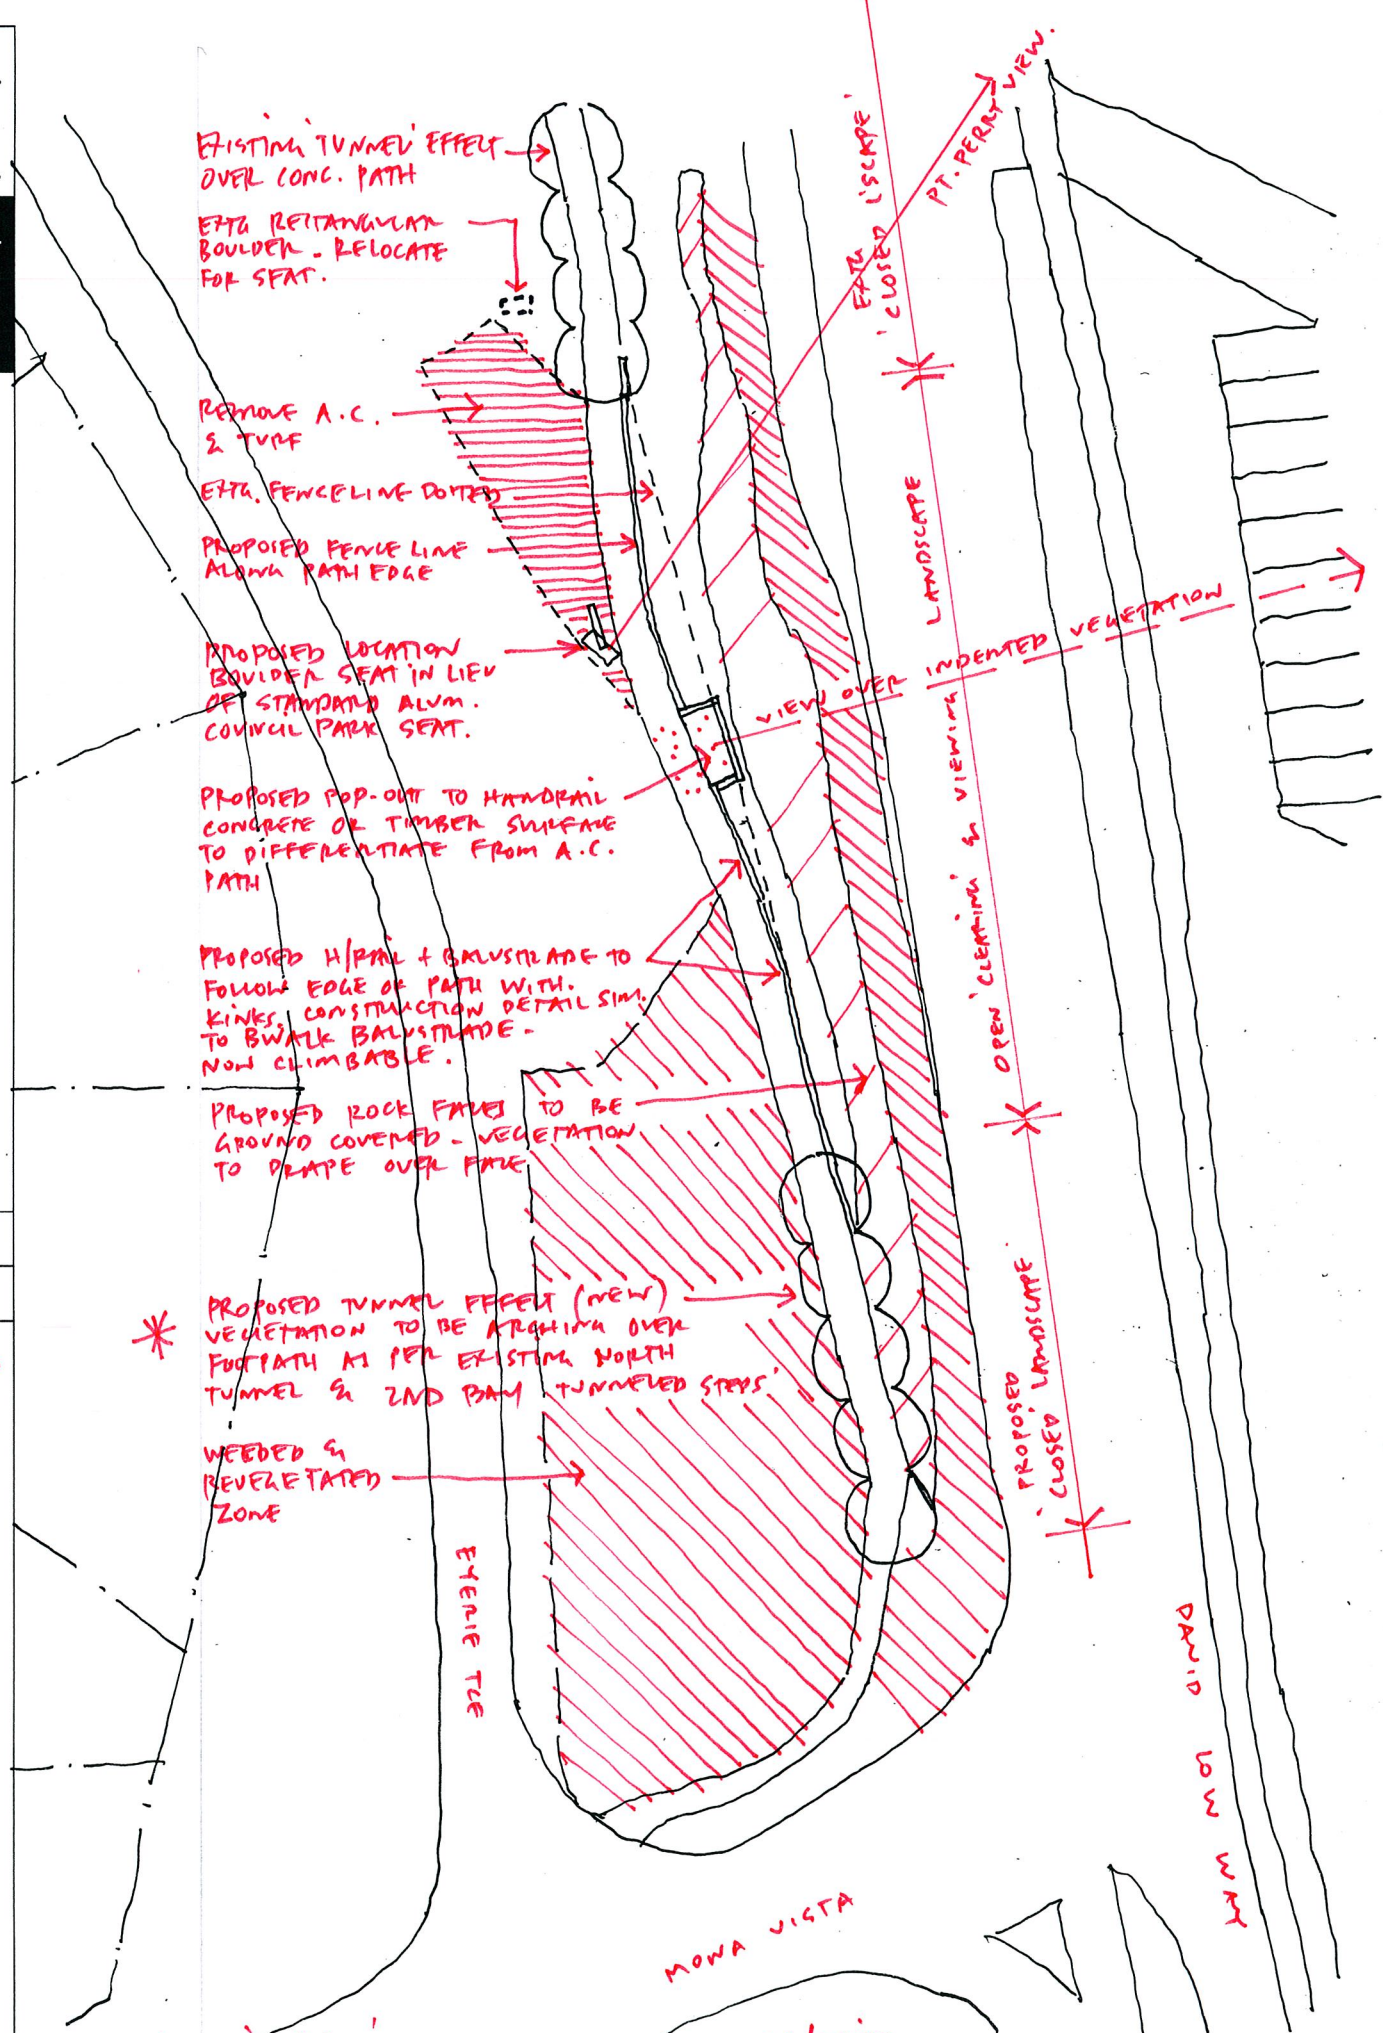 EXISTING 'TUNNEL' EFFECT
OVER CONC. PATH
EXTG RECTANGULAR
BOULDER - RELOCATE
FOR SEAT.
REMOVE A.C.
& TURF
EXTG. FENCELINE DOTTED
PROPOSED FENCE LINE
ALONG PATH EDGE
PROPOSED LOCATION
BOULDER SEAT IN LIEU
OF STANDARD ALUM.
COUNCIL PARK SEAT.
PROPOSED POP-OUT TO HANDRAIL
CONCRETE OR TIMBER SURFACE
TO DIFFERENTIATE FROM A.C.
PATH
PROPOSED H/RAIL + BALUSTRADE TO
FOLLOW EDGE OF PATH WITH.
KINKS, CONSTRUCTION DETAIL SIM.
TO BWALK BALUSTRADE -
NON CLIMBABLE.
PROPOSED ROCK FACES TO BE
GROUND COVERED - VEGETATION
TO DRAPE OVER FACE
PROPOSED TUNNEL EFFECT (NEW)
VEGETATION TO BE ARCHING OVER
FOOTPATH AS PER EXISTING NORTH
TUNNEL & 2ND BAY 'TUNNELED STEPS'
WEEDED &
REVEGETATED
ZONE
EXTG
'CLOSED L'SCAPE'
PT. PERRY VIEW.
VIEW OVER INDENTED VEGETATION
OPEN 'CLEARING' & VIEWING LANDSCAPE
PROPOSED
'CLOSED LANDSCAPE'
EYERIE TCE
DAVID LOW WAY
MONA VISTA